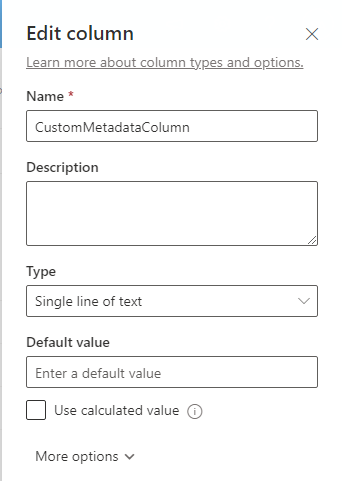 Edit column
Learn more about column types and options.
Name *
CustomMetadataColumn
Description
Type
Single line of text
Default value
Enter a default value
Use calculated value
More options